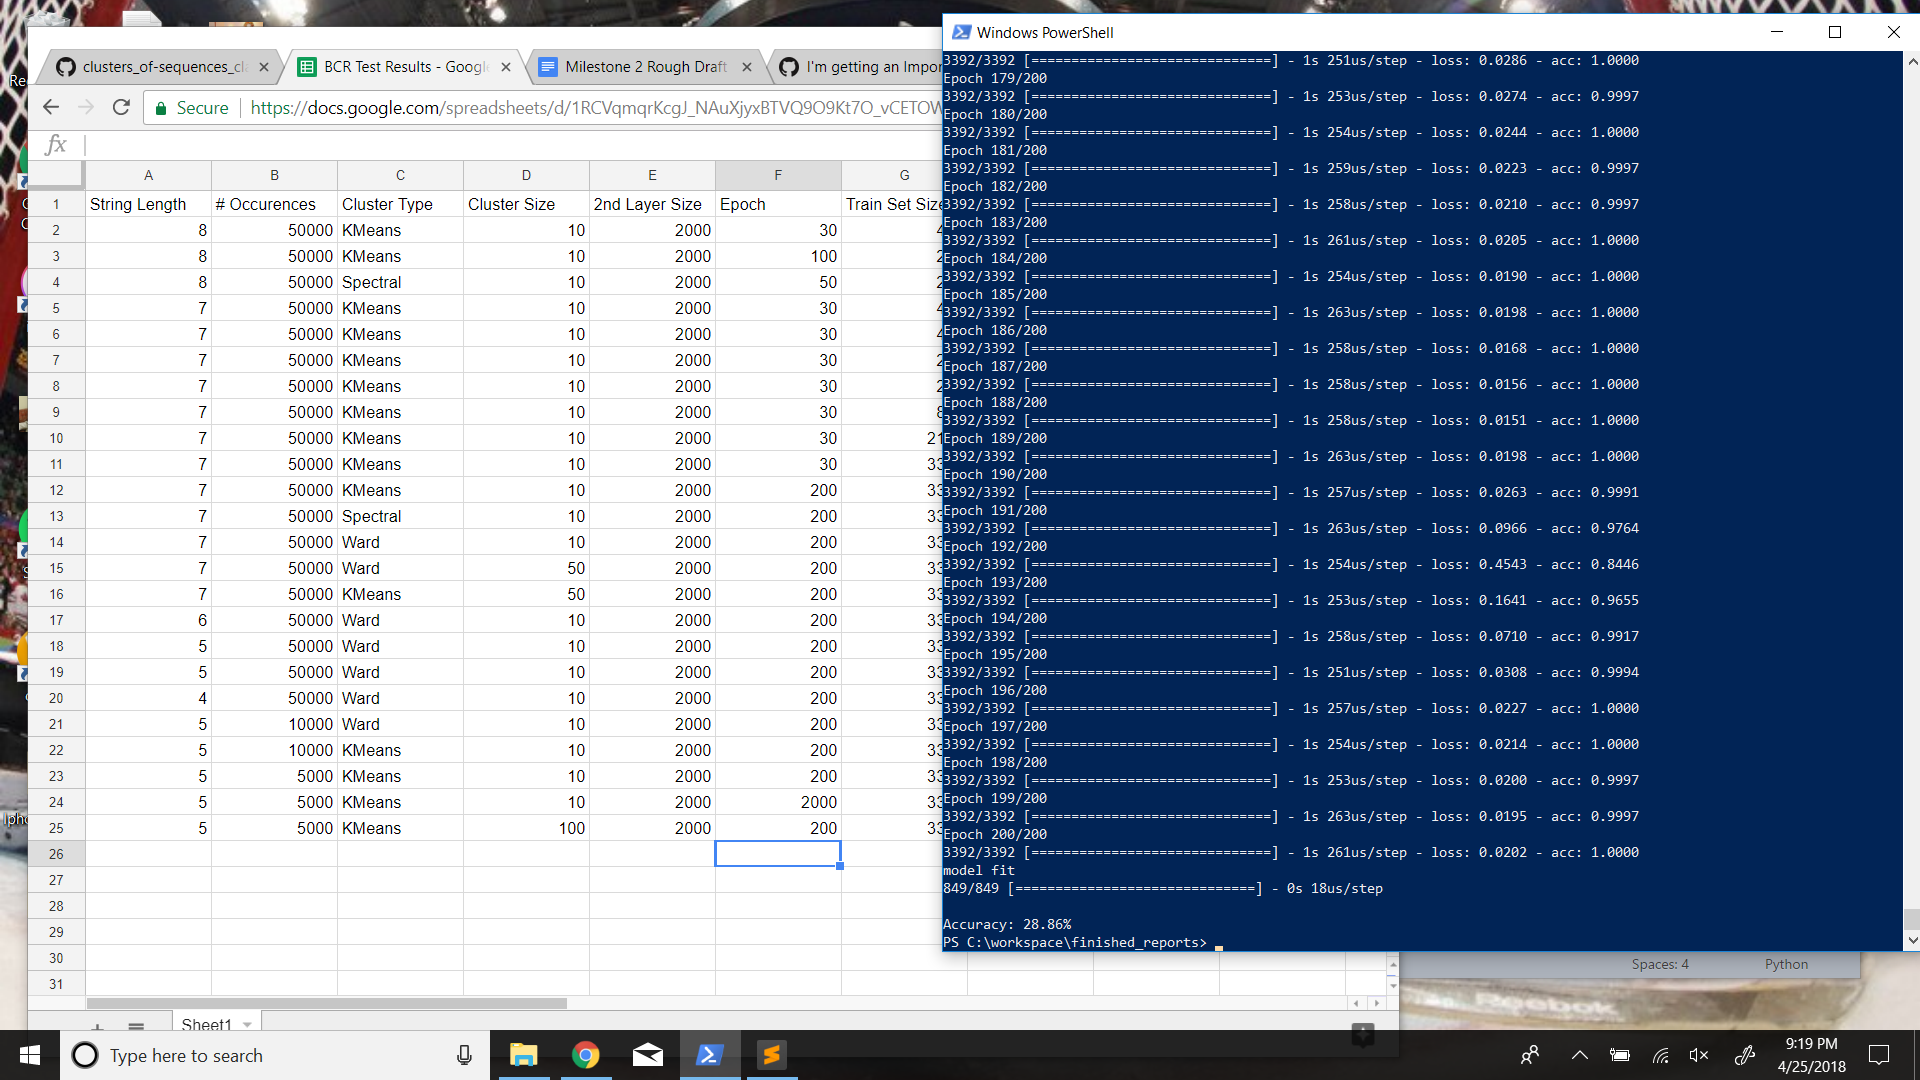 clusters_of-sequences_cl
BCR Test Results - Google
Milestone 2 Rough Draft
I'm getting an Impor
Secure
https://docs.google.com/spreadsheets/d/1RCVqmqrKcgJ_NAuXjyxBTVQ9O9Kt7O_vCETOW
fx
A B C D E F G
1 String Length # Occurences Cluster Type Cluster Size 2nd Layer Size Epoch Train Set Size
2 8 50000 KMeans 10 2000 30
3 8 50000 KMeans 10 2000 100
4 8 50000 Spectral 10 2000 50
5 7 50000 KMeans 10 2000 30
6 7 50000 KMeans 10 2000 30
7 7 50000 KMeans 10 2000 30
8 7 50000 KMeans 10 2000 30
9 7 50000 KMeans 10 2000 30
10 7 50000 KMeans 10 2000 30 21
11 7 50000 KMeans 10 2000 30 33
12 7 50000 KMeans 10 2000 200 33
13 7 50000 Spectral 10 2000 200 33
14 7 50000 Ward 10 2000 200 33
15 7 50000 Ward 50 2000 200 33
16 7 50000 KMeans 50 2000 200 33
17 6 50000 Ward 10 2000 200 33
18 5 50000 Ward 10 2000 200 33
19 5 50000 Ward 10 2000 200 33
20 4 50000 Ward 10 2000 200 33
21 5 10000 Ward 10 2000 200 33
22 5 10000 KMeans 10 2000 200 33
23 5 5000 KMeans 10 2000 200 33
24 5 5000 KMeans 10 2000 2000 33
25 5 5000 KMeans 100 2000 200 33
26
27
28
29
30
31
Sheet1
Windows PowerShell
3392/3392 [==============================] - 1s 251us/step - loss: 0.0286 - acc: 1.0000
Epoch 179/200
3392/3392 [==============================] - 1s 253us/step - loss: 0.0274 - acc: 0.9997
Epoch 180/200
3392/3392 [==============================] - 1s 254us/step - loss: 0.0244 - acc: 1.0000
Epoch 181/200
3392/3392 [==============================] - 1s 259us/step - loss: 0.0223 - acc: 0.9997
Epoch 182/200
3392/3392 [==============================] - 1s 258us/step - loss: 0.0210 - acc: 0.9997
Epoch 183/200
3392/3392 [==============================] - 1s 261us/step - loss: 0.0205 - acc: 1.0000
Epoch 184/200
3392/3392 [==============================] - 1s 254us/step - loss: 0.0190 - acc: 1.0000
Epoch 185/200
3392/3392 [==============================] - 1s 263us/step - loss: 0.0198 - acc: 1.0000
Epoch 186/200
3392/3392 [==============================] - 1s 258us/step - loss: 0.0168 - acc: 1.0000
Epoch 187/200
3392/3392 [==============================] - 1s 258us/step - loss: 0.0156 - acc: 1.0000
Epoch 188/200
3392/3392 [==============================] - 1s 258us/step - loss: 0.0151 - acc: 1.0000
Epoch 189/200
3392/3392 [==============================] - 1s 263us/step - loss: 0.0198 - acc: 1.0000
Epoch 190/200
3392/3392 [==============================] - 1s 257us/step - loss: 0.0263 - acc: 0.9991
Epoch 191/200
3392/3392 [==============================] - 1s 263us/step - loss: 0.0966 - acc: 0.9764
Epoch 192/200
3392/3392 [==============================] - 1s 254us/step - loss: 0.4543 - acc: 0.8446
Epoch 193/200
3392/3392 [==============================] - 1s 253us/step - loss: 0.1641 - acc: 0.9655
Epoch 194/200
3392/3392 [==============================] - 1s 258us/step - loss: 0.0710 - acc: 0.9917
Epoch 195/200
3392/3392 [==============================] - 1s 251us/step - loss: 0.0308 - acc: 0.9994
Epoch 196/200
3392/3392 [==============================] - 1s 257us/step - loss: 0.0227 - acc: 1.0000
Epoch 197/200
3392/3392 [==============================] - 1s 254us/step - loss: 0.0214 - acc: 1.0000
Epoch 198/200
3392/3392 [==============================] - 1s 253us/step - loss: 0.0200 - acc: 0.9997
Epoch 199/200
3392/3392 [==============================] - 1s 263us/step - loss: 0.0195 - acc: 0.9997
Epoch 200/200
3392/3392 [==============================] - 1s 261us/step - loss: 0.0202 - acc: 1.0000
model fit
849/849 [==============================] - 0s 18us/step
Accuracy: 28.86%
PS C:\workspace\finished_reports>
Spaces: 4
Python
Reebok
Type here to search
9:19 PM
4/25/2018